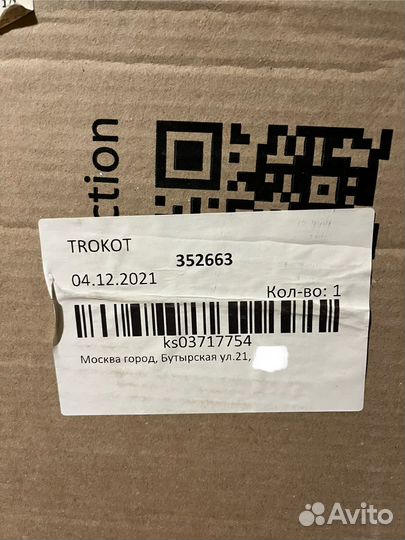 ction
TROKOT
352663
04.12.2021
Кол-во: 1
ks03717754
Москва город, Бутырская ул.21,
Avito